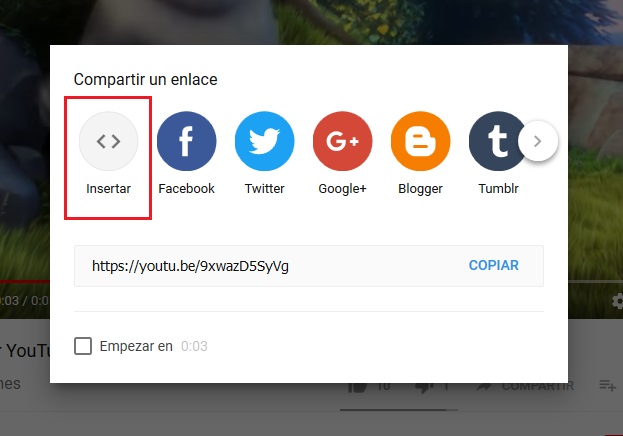 Compartir un enlace
Insertar
Facebook
Twitter
Google+
Blogger
Tumblr
https://youtu.be/9xwazD5SyVg
COPIAR
Empezar en 0:03
0:03 / 0:0
r YouTu
nes
10
1
COMPARTIR